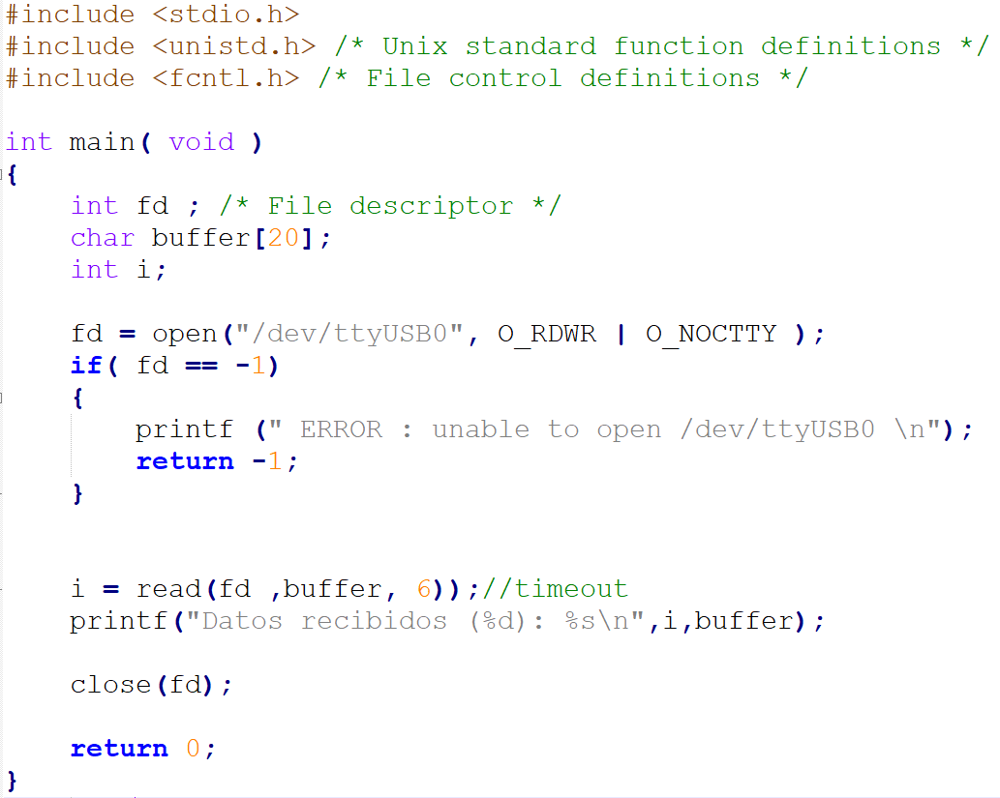 #include <stdio.h>
#include <unistd.h> /* Unix standard function definitions */
#include <fcntl.h> /* File control definitions */
int main( void )
{
int fd ; /* File descriptor */
char buffer[20];
int i;
fd = open("/dev/ttyUSB0", O_RDWR | O_NOCTTY );
if( fd == -1)
{
printf (" ERROR : unable to open /dev/ttyUSB0 \n");
return -1;
}
i = read(fd ,buffer, 6));//timeout
printf("Datos recibidos (%d): %s\n",i,buffer);
close(fd);
return 0;
}